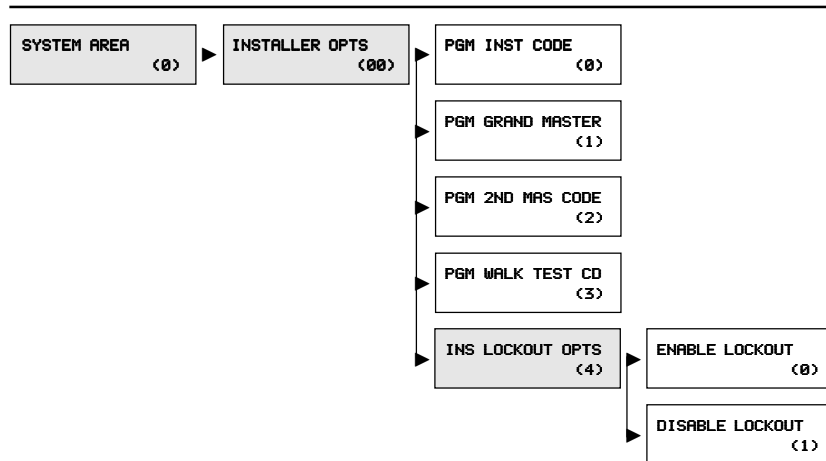 SYSTEM AREA
(0)
INSTALLER OPTS
(00)
PGM INST CODE
(0)
PGM GRAND MASTER
(1)
PGM 2ND MAS CODE
(2)
PGM WALK TEST CD
(3)
INS LOCKOUT OPTS
(4)
ENABLE LOCKOUT
(0)
DISABLE LOCKOUT
(1)